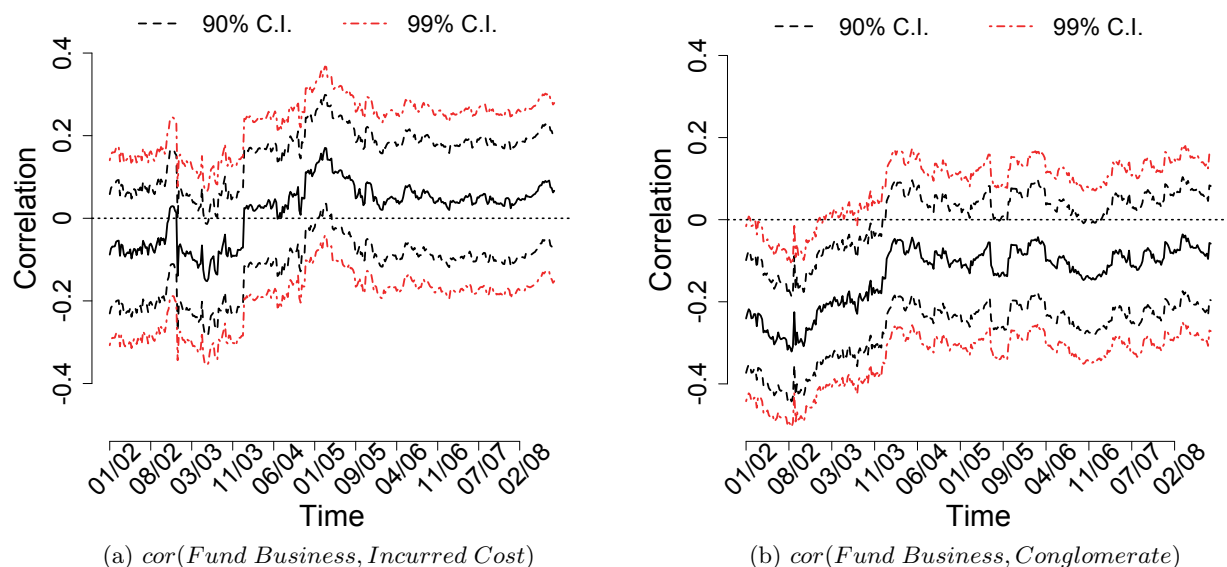 90% C.I. 99% C.I.
0.4
0.2
0
-0.2
-0.4
Correlation
01/02 08/02 03/03 11/03 06/04 01/05 09/05 04/06 11/06 07/07 02/08
Time
(a) cor(Fund Business, Incurred Cost)
90% C.I. 99% C.I.
0.4
0.2
0
-0.2
-0.4
Correlation
01/02 08/02 03/03 11/03 06/04 01/05 09/05 04/06 11/06 07/07 02/08
Time
(b) cor(Fund Business, Conglomerate)